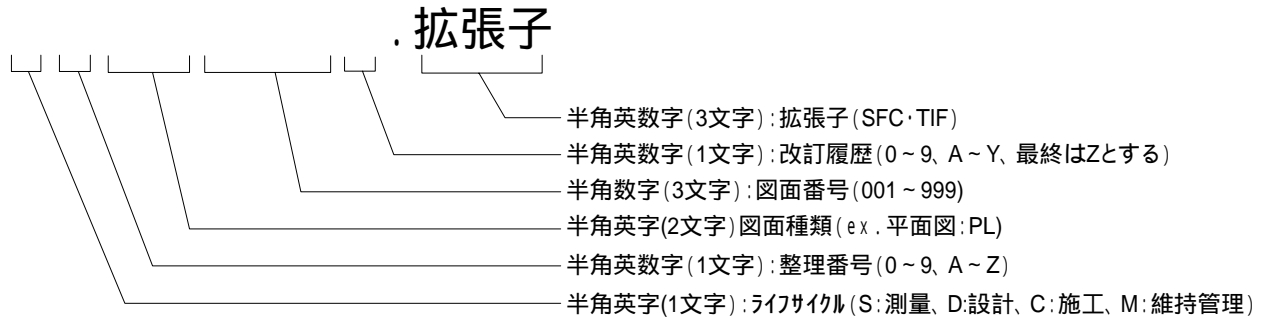 .拡張子
半角英数字(3文字):拡張子(SFC・TIF)
半角英数字(1文字):改訂履歴(0~9、A~Y、最終はZとする)
半角数字(3文字):図面番号(001~999)
半角英字(2文字)図面種類(ex.平面図:PL)
半角英数字(1文字):整理番号(0~9、A~Z)
半角英字(1文字):ライフサイクル(S:測量、D:設計、C:施工、M:維持管理)